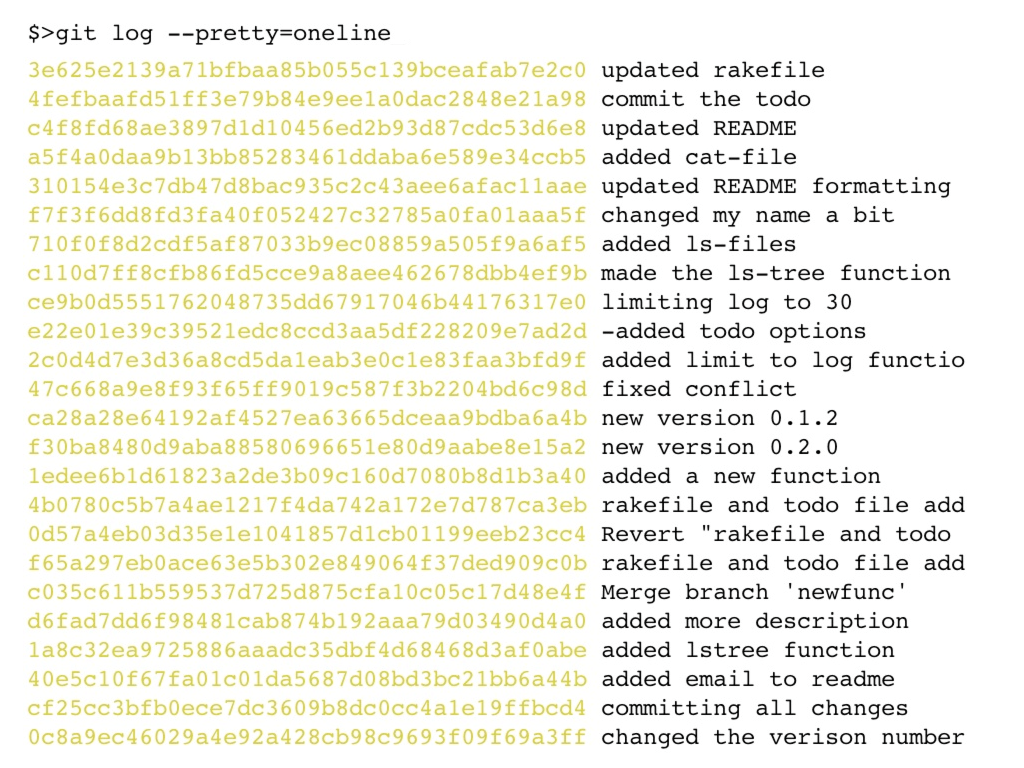 $>git log --pretty=oneline
3e625e2139a71bfbaa85b055c139bceafab7e2c0 updated rakefile
4fefbaafd51ff3e79b84e9ee1a0dac2848e21a98 commit the todo
c4f8fd68ae3897d1d10456ed2b93d87cdc53d6e8 updated README
a5f4a0daa9b13bb85283461ddaba6e589e34ccb5 added cat-file
310154e3c7db47d8bac935c2c43aee6afac11aae updated README formatting
f7f3f6dd8fd3fa40f052427c32785a0fa01aaa5f changed my name a bit
710f0f8d2cdf5af87033b9ec08859a505f9a6af5 added ls-files
c110d7ff8cfb86fd5cce9a8aee462678dbb4ef9b made the ls-tree function
ce9b0d5551762048735dd67917046b44176317e0 limiting log to 30
e22e01e39c39521edc8ccd3aa5df228209e7ad2d -added todo options
2c0d4d7e3d36a8cd5da1eab3e0c1e83faa3bfd9f added limit to log functio
47c668a9e8f93f65ff9019c587f3b2204bd6c98d fixed conflict
ca28a28e64192af4527ea63665dceaa9bdba6a4b new version 0.1.2
f30ba8480d9aba88580696651e80d9aabe8e15a2 new version 0.2.0
1edee6b1d61823a2de3b09c160d7080b8d1b3a40 added a new function
4b0780c5b7a4ae1217f4da742a172e7d787ca3eb rakefile and todo file add
0d57a4eb03d35e1e1041857d1cb01199eeb23cc4 Revert "rakefile and todo
f65a297eb0ace63e5b302e849064f37ded909c0b rakefile and todo file add
c035c611b559537d725d875cfa10c05c17d48e4f Merge branch 'newfunc'
d6fad7dd6f98481cab874b192aaa79d03490d4a0 added more description
1a8c32ea9725886aaadc35dbf4d68468d3af0abe added lstree function
40e5c10f67fa01c01da5687d08bd3bc21bb6a44b added email to readme
cf25cc3bfb0ece7dc3609b8dc0cc4a1e19ffbcd4 committing all changes
0c8a9ec46029a4e92a428cb98c9693f09f69a3ff changed the verison number